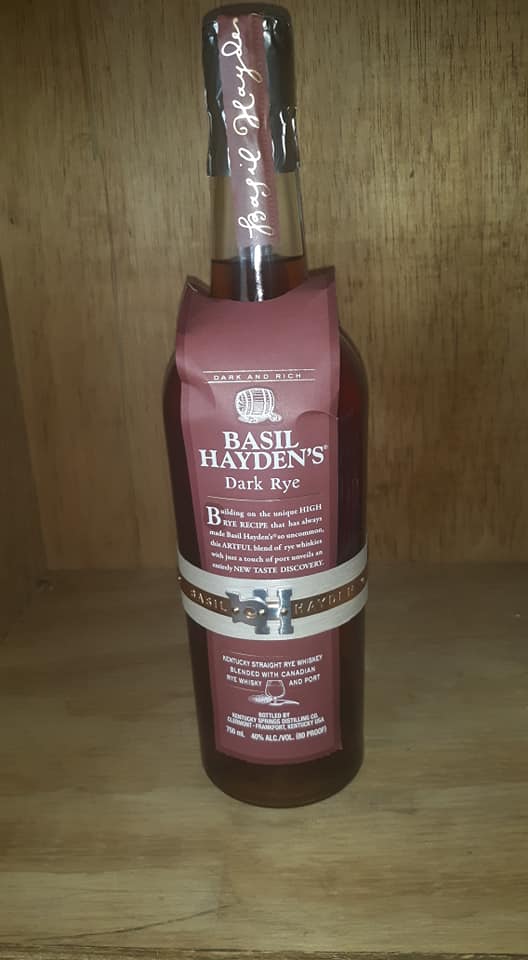 Basil Hayden
DARK AND RICH
BASIL
HAYDEN'S®
Dark Rye
Building on the unique HIGH
RYE RECIPE that has always
made Basil Hayden's® so uncommon,
this ARTFUL blend of rye whiskies
with just a touch of port unveils an
entirely NEW TASTE DISCOVERY.
BASIL BH HAYDEN
KENTUCKY STRAIGHT RYE WHISKEY
BLENDED WITH CANADIAN
RYE WHISKY AND PORT
BOTTLED BY
KENTUCKY SPRINGS DISTILLING CO.
CLERMONT · FRANKFORT, KENTUCKY USA
750 mL 40% ALC./VOL. (80 PROOF)